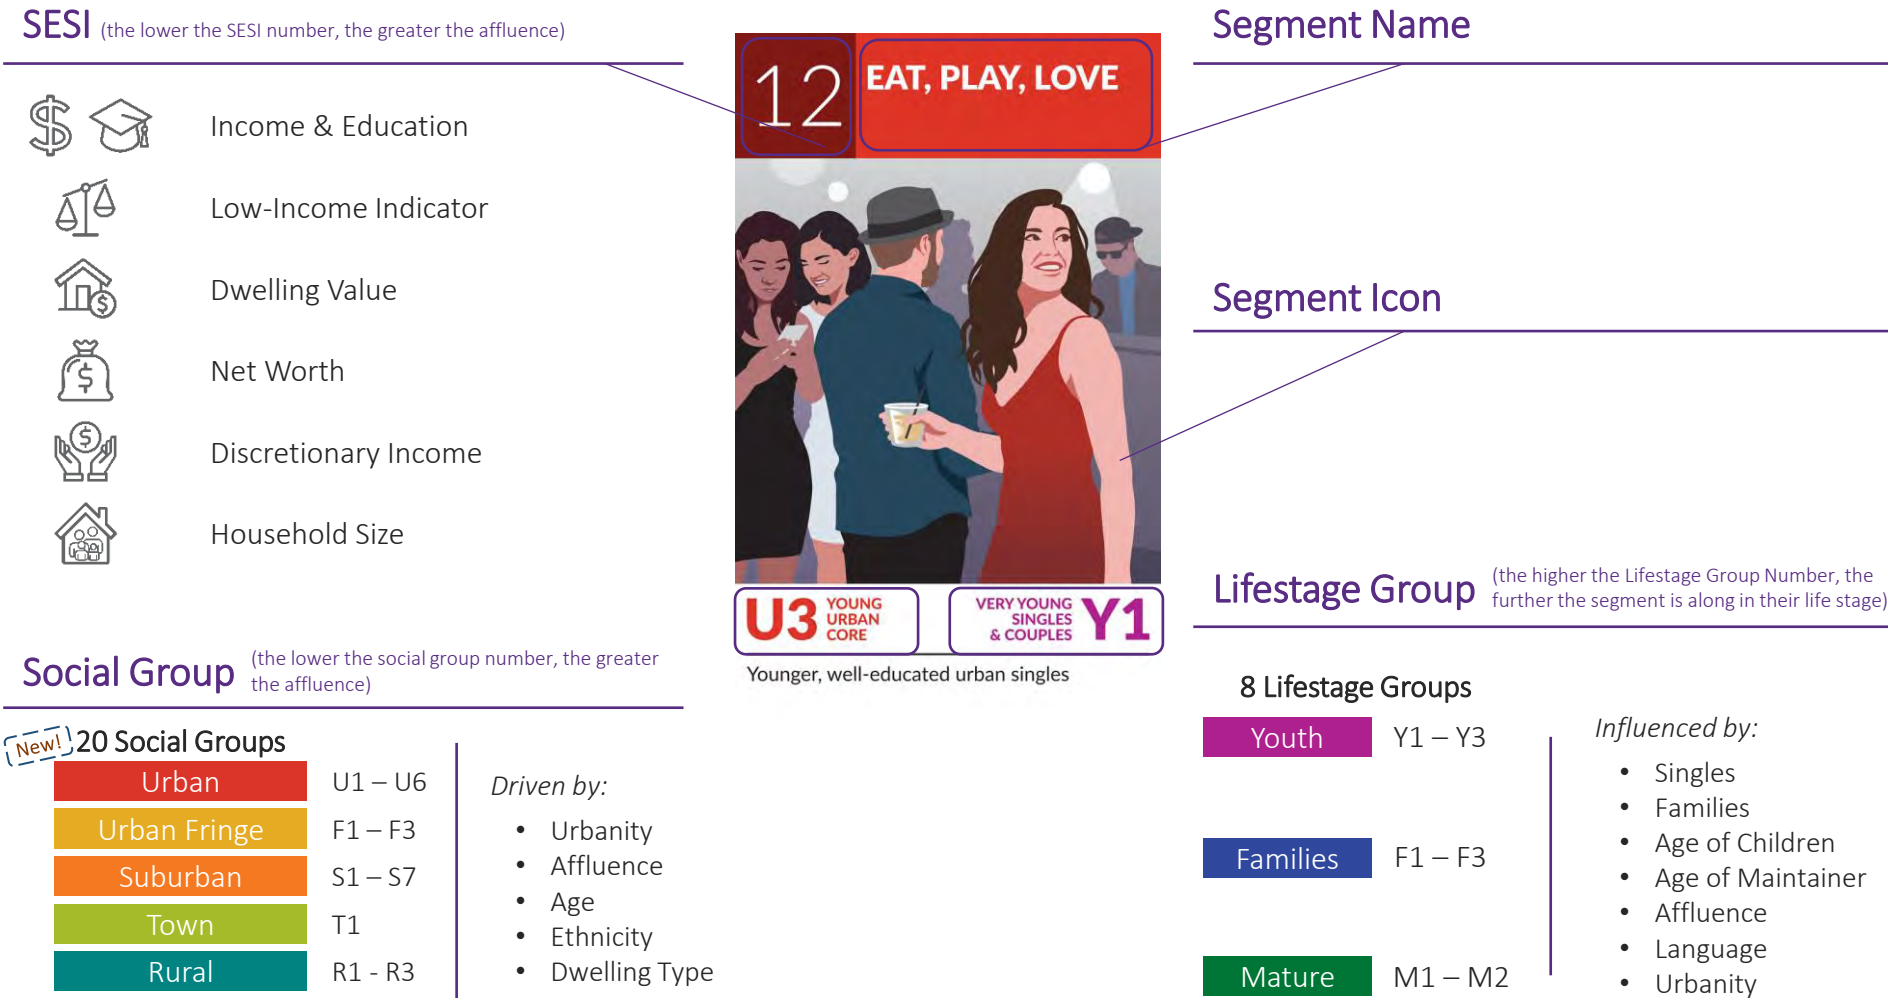 SESI (the lower the SESI number, the greater the affluence)
Income & Education
Low-Income Indicator
Dwelling Value
Net Worth
Discretionary Income
Household Size
Social Group (the lower the social group number, the greater
the affluence)
New!
20 Social Groups
Urban U1 – U6
Urban Fringe F1 – F3
Suburban S1 – S7
Town T1
Rural R1 - R3
Driven by:
• Urbanity
• Affluence
• Age
• Ethnicity
• Dwelling Type
12 EAT, PLAY, LOVE
U3 YOUNG
URBAN
CORE
VERY YOUNG
SINGLES
& COUPLES Y1
Younger, well-educated urban singles
Segment Name
Segment Icon
Lifestage Group (the higher the Lifestage Group Number, the
further the segment is along in their life stage)
8 Lifestage Groups
Youth Y1 – Y3
Families F1 – F3
Mature M1 – M2
Influenced by:
• Singles
• Families
• Age of Children
• Age of Maintainer
• Affluence
• Language
• Urbanity